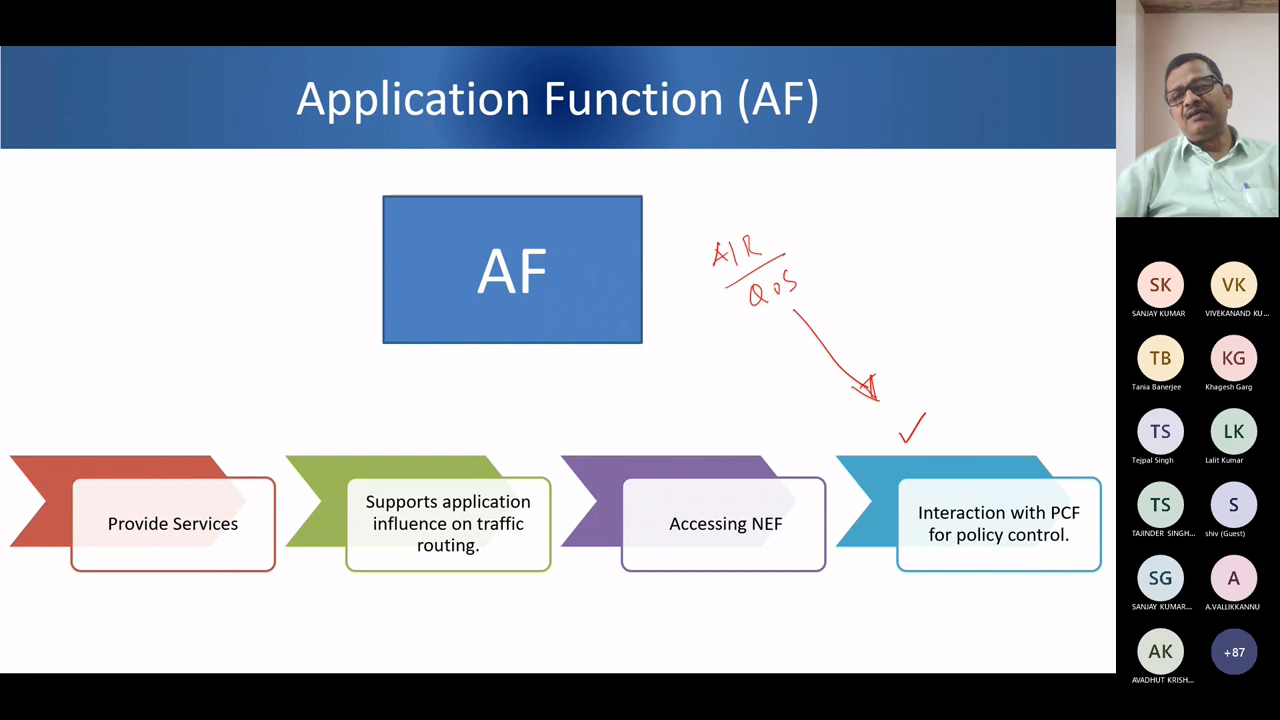 Application Function (AF)
AF
A/R
QoS
Provide Services
Supports application
influence on traffic
routing.
Accessing NEF
Interaction with PCF
for policy control.
SK
SANJAY KUMAR
VK
VIVEKANAND KU...
TB
Tania Banerjee
KG
Khagesh Garg
TS
Tejpal Singh
LK
Lalit Kumar
TS
TAJINDER SINGH...
S
shiv (Guest)
SG
SANJAY KUMAR...
A
A.VALLIKKANNU
AK
AVADHUT KRISH...
+87